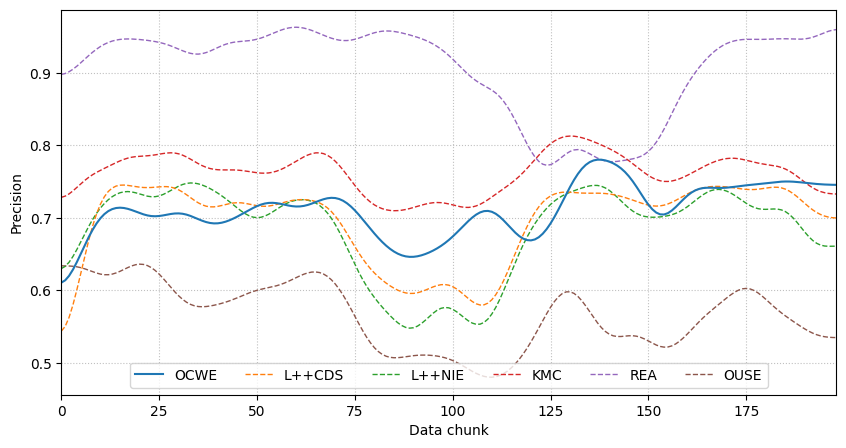 Precision
0.9
0.8
0.7
0.6
0.5
OCWE L++CDS L++NIE KMC REA OUSE
0 25 50 75 100 125 150 175
Data chunk